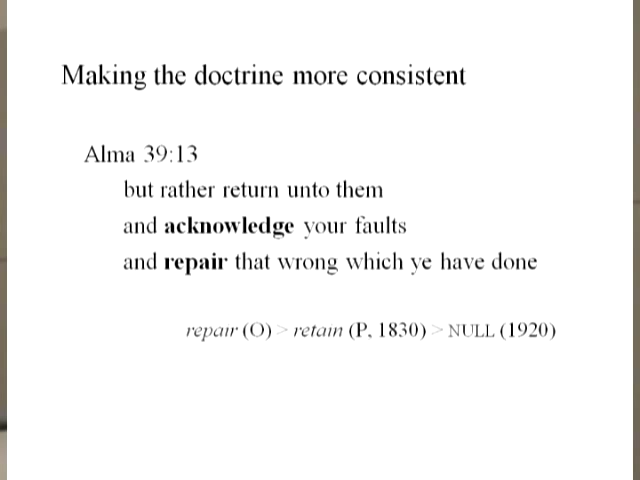 Making the doctrine more consistent
Alma 39:13
but rather return unto them
and acknowledge your faults
and repair that wrong which ye have done
repair (O) > retain (P, 1830) > NULL (1920)